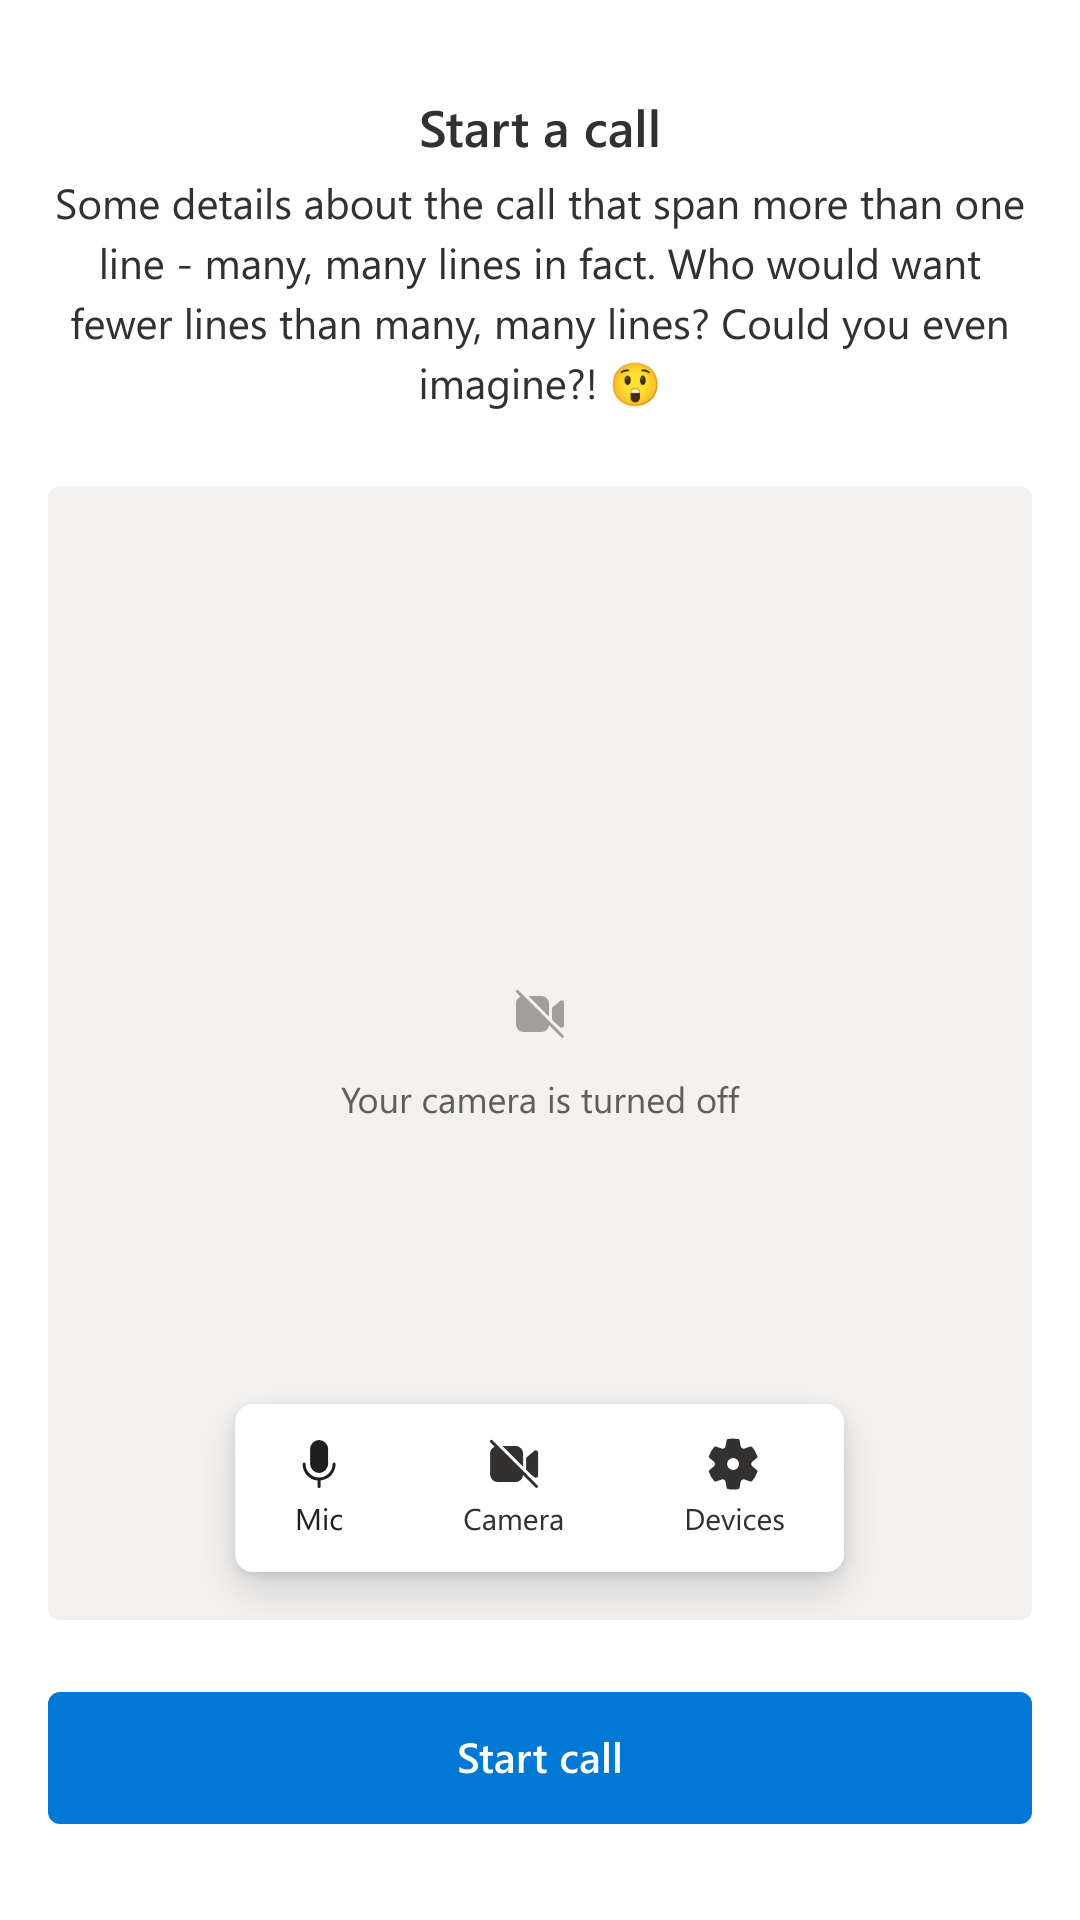 Start a call
Some details about the call that span more than one
line - many, many lines in fact. Who would want
fewer lines than many, many lines? Could you even
imagine?! 😲
Your camera is turned off
Mic
Camera
Devices
Start call